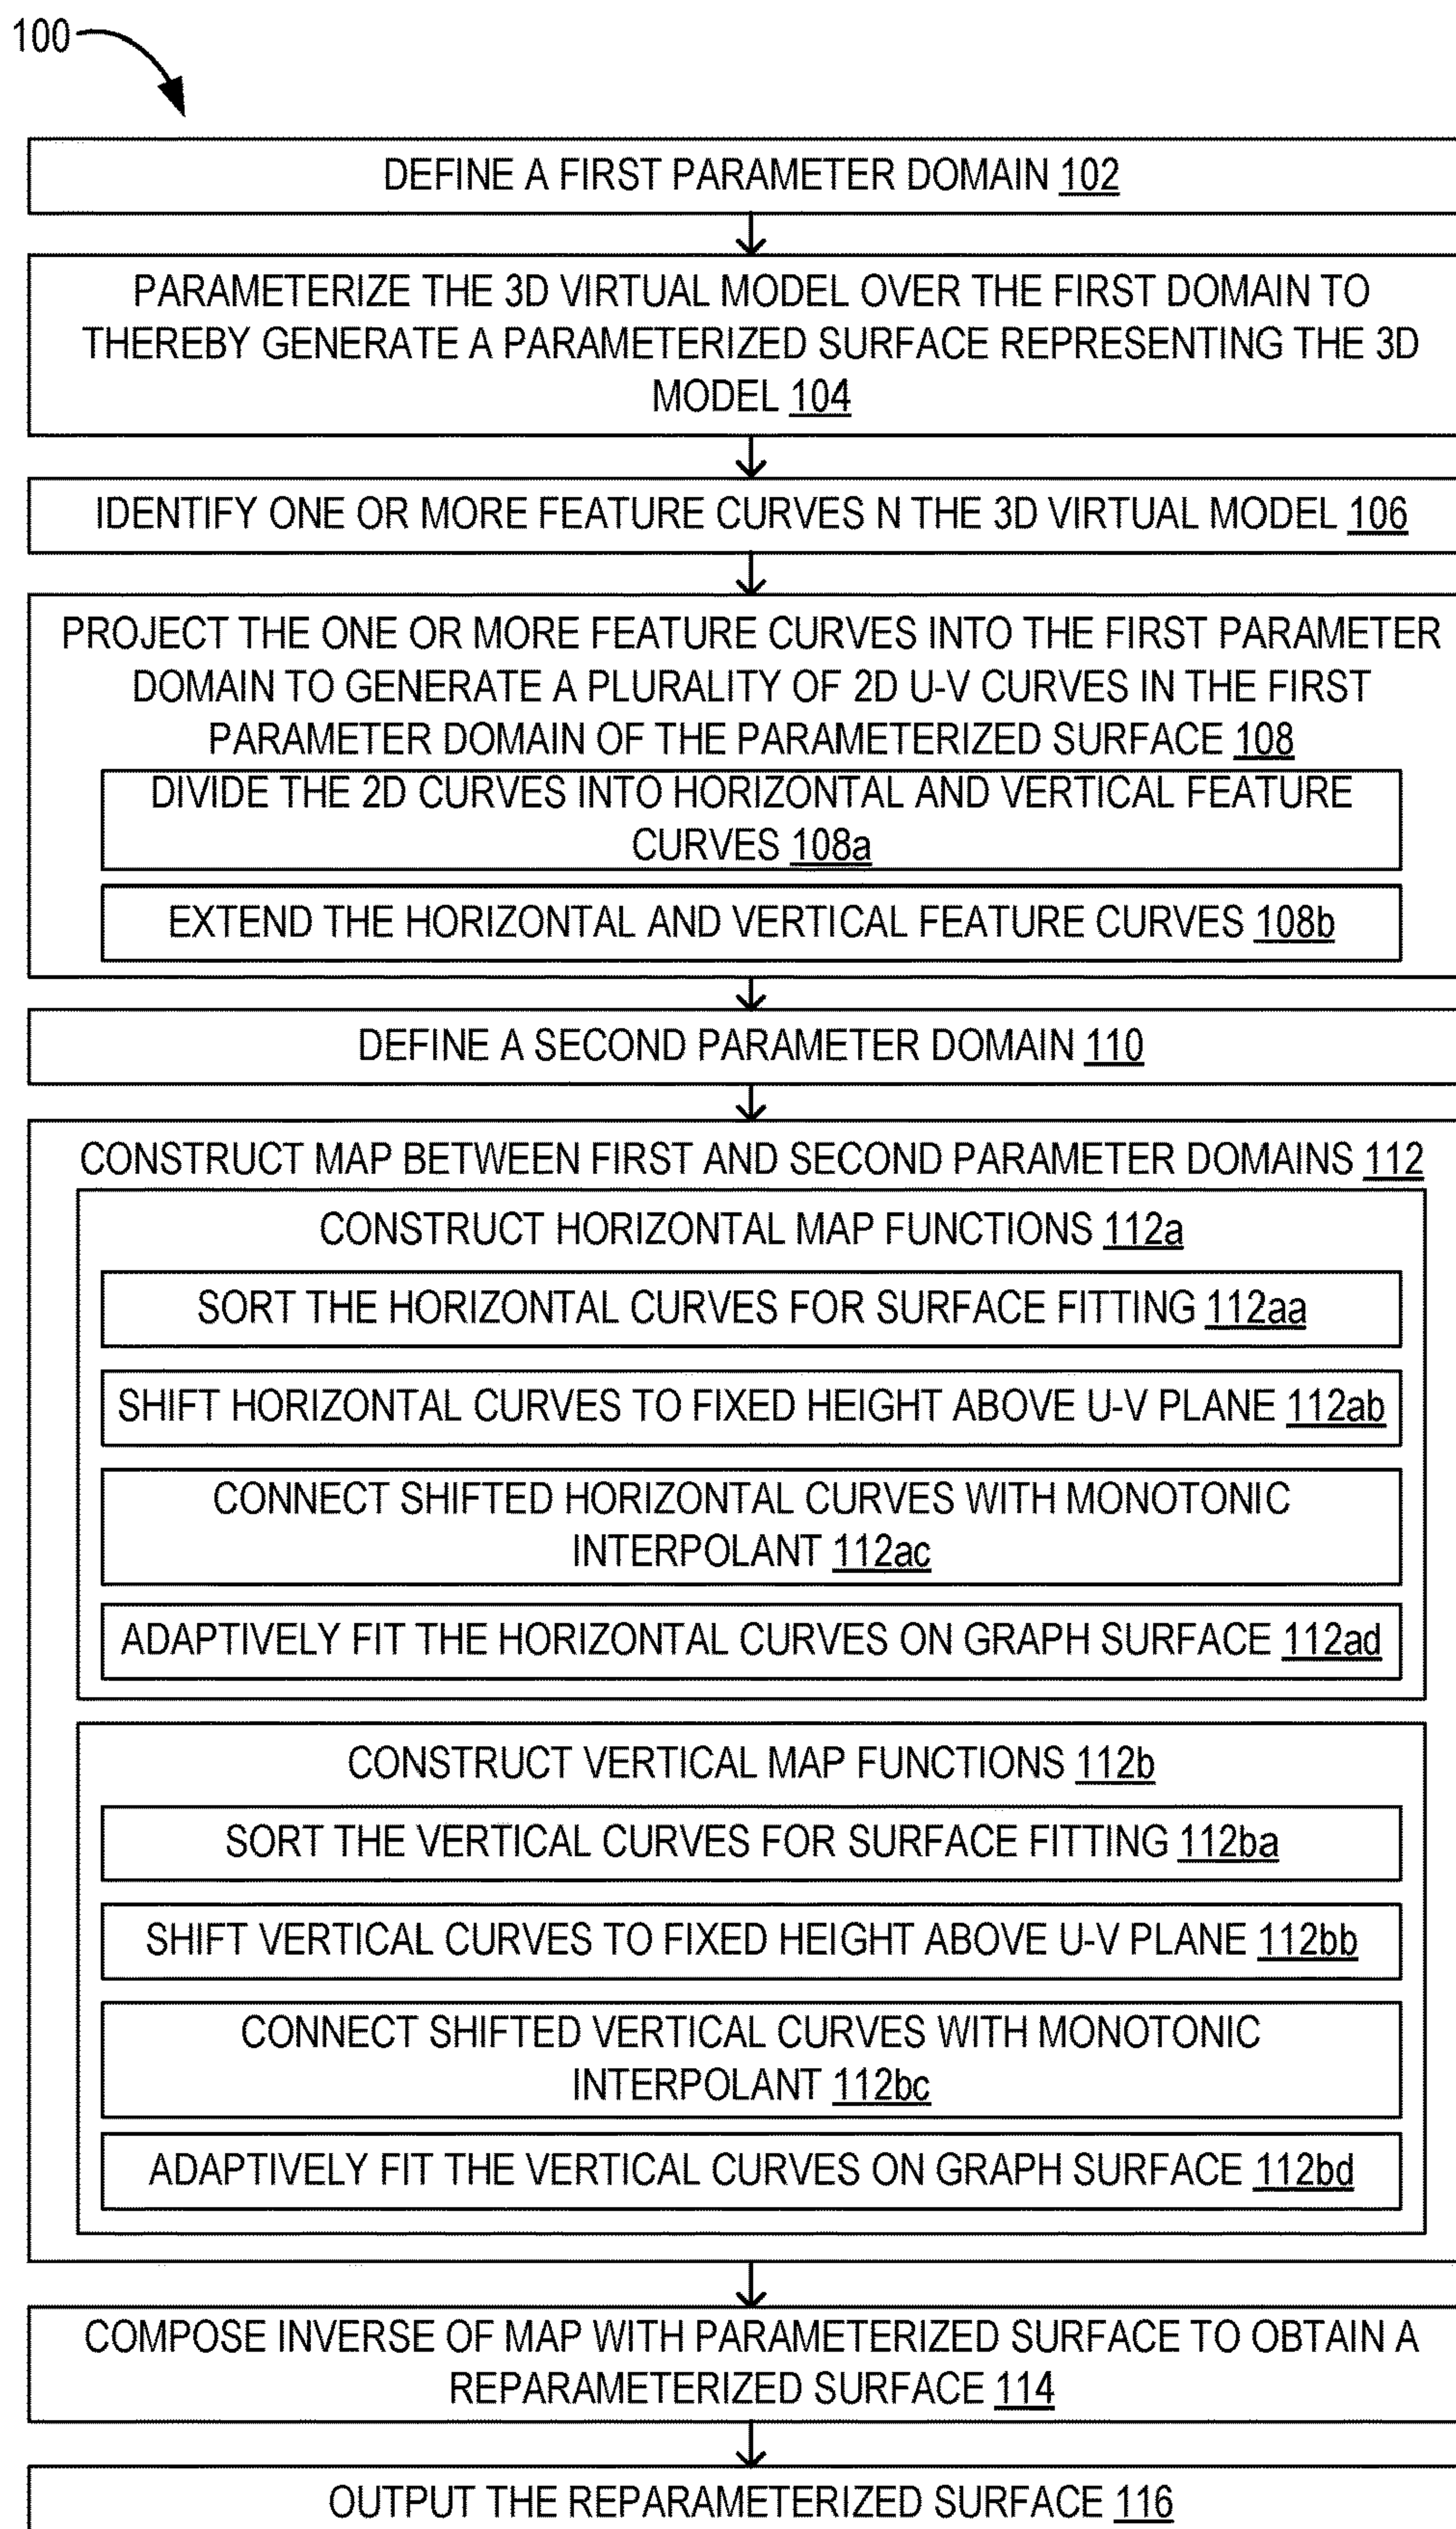 100
DEFINE A FIRST PARAMETER DOMAIN 102
PARAMETERIZE THE 3D VIRTUAL MODEL OVER THE FIRST DOMAIN TO
THEREBY GENERATE A PARAMETERIZED SURFACE REPRESENTING THE 3D
MODEL 104
IDENTIFY ONE OR MORE FEATURE CURVES N THE 3D VIRTUAL MODEL 106
PROJECT THE ONE OR MORE FEATURE CURVES INTO THE FIRST PARAMETER
DOMAIN TO GENERATE A PLURALITY OF 2D U-V CURVES IN THE FIRST
PARAMETER DOMAIN OF THE PARAMETERIZED SURFACE 108
DIVIDE THE 2D CURVES INTO HORIZONTAL AND VERTICAL FEATURE
CURVES 108a
EXTEND THE HORIZONTAL AND VERTICAL FEATURE CURVES 108b
DEFINE A SECOND PARAMETER DOMAIN 110
CONSTRUCT MAP BETWEEN FIRST AND SECOND PARAMETER DOMAINS 112
CONSTRUCT HORIZONTAL MAP FUNCTIONS 112a
SORT THE HORIZONTAL CURVES FOR SURFACE FITTING 112aa
SHIFT HORIZONTAL CURVES TO FIXED HEIGHT ABOVE U-V PLANE 112ab
CONNECT SHIFTED HORIZONTAL CURVES WITH MONOTONIC
INTERPOLANT 112ac
ADAPTIVELY FIT THE HORIZONTAL CURVES ON GRAPH SURFACE 112ad
CONSTRUCT VERTICAL MAP FUNCTIONS 112b
SORT THE VERTICAL CURVES FOR SURFACE FITTING 112ba
SHIFT VERTICAL CURVES TO FIXED HEIGHT ABOVE U-V PLANE 112bb
CONNECT SHIFTED VERTICAL CURVES WITH MONOTONIC
INTERPOLANT 112bc
ADAPTIVELY FIT THE VERTICAL CURVES ON GRAPH SURFACE 112bd
COMPOSE INVERSE OF MAP WITH PARAMETERIZED SURFACE TO OBTAIN A
REPARAMETERIZED SURFACE 114
OUTPUT THE REPARAMETERIZED SURFACE 116